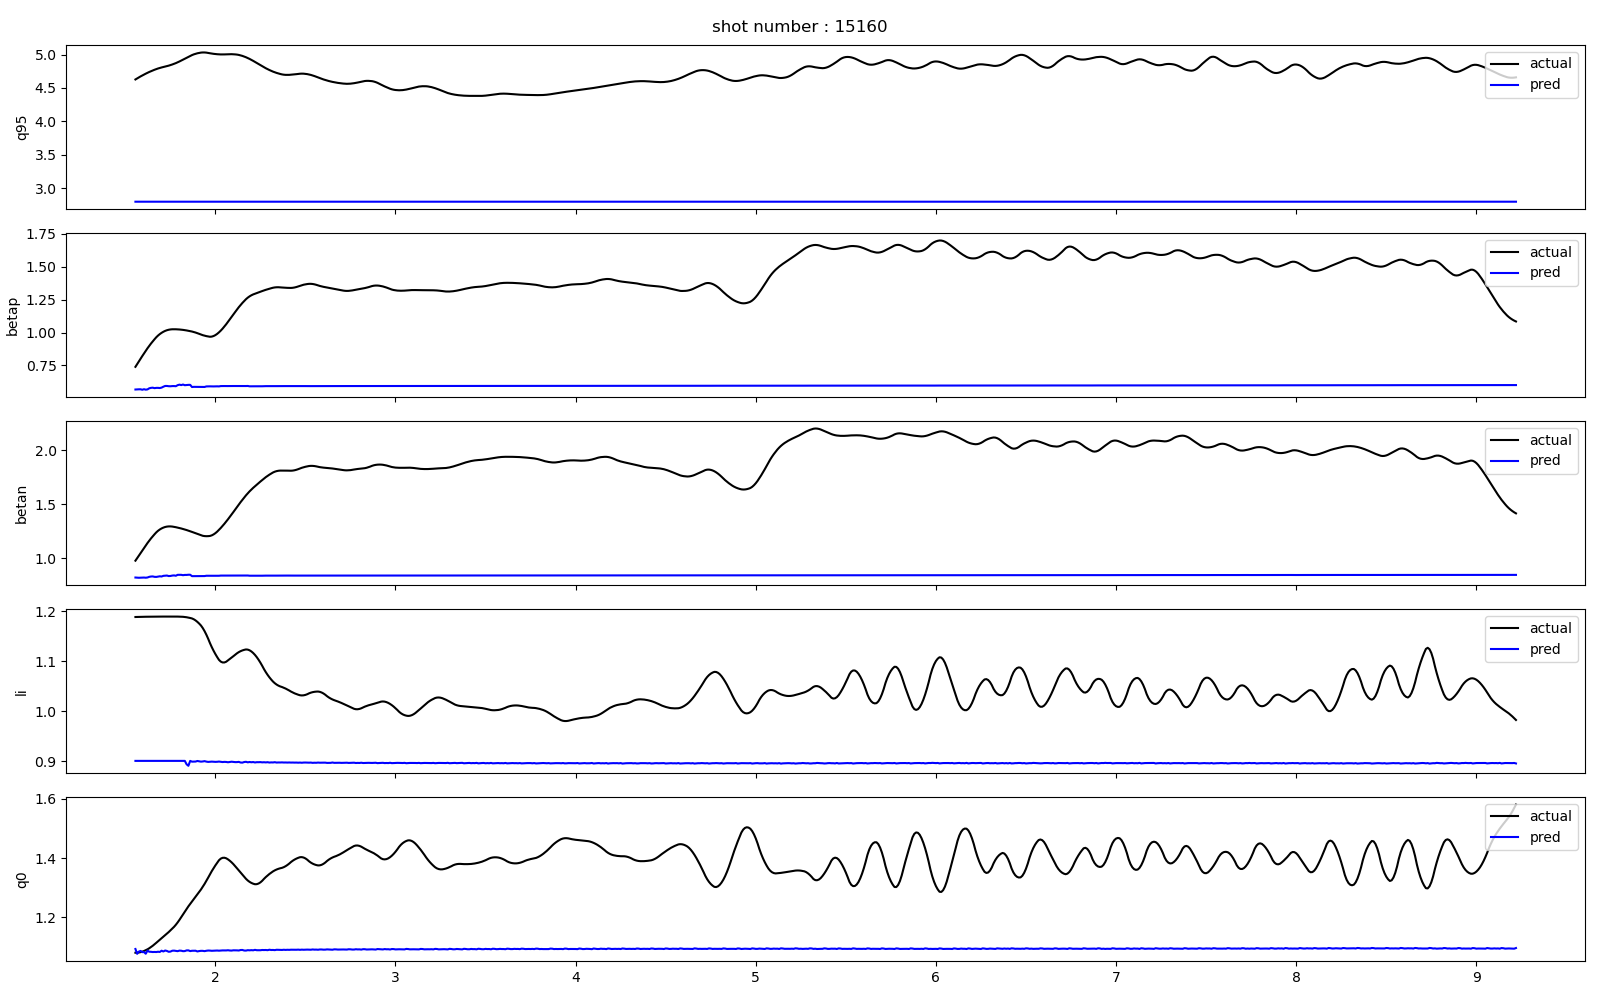 shot number : 15160
5.0
4.5
4.0
3.5
3.0
q95
actual
pred
1.75
1.50
1.25
1.00
0.75
betap
actual
pred
2.0
1.5
1.0
betan
actual
pred
1.2
1.1
1.0
0.9
li
actual
pred
1.6
1.4
1.2
q0
actual
pred
2 3 4 5 6 7 8 9